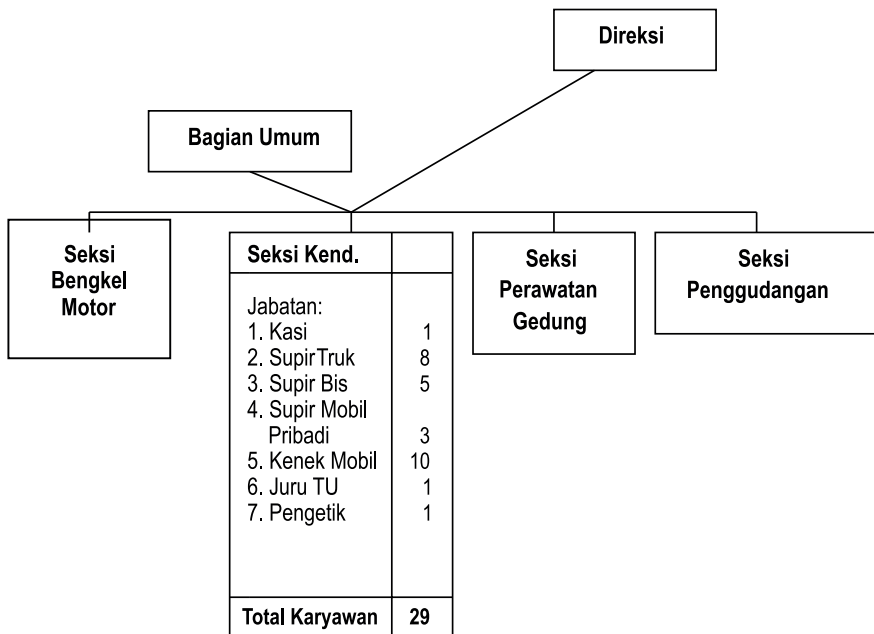 Direksi
Bagian Umum
Seksi
Bengkel
Motor
Seksi Kend.
Jabatan:
1. Kasi 1
2. SupirTruk 8
3. Supir Bis 5
4. Supir Mobil
Pribadi 3
5. Kenek Mobil 10
6. Juru TU 1
7. Pengetik 1
Total Karyawan 29
Seksi
Perawatan
Gedung
Seksi
Penggudangan